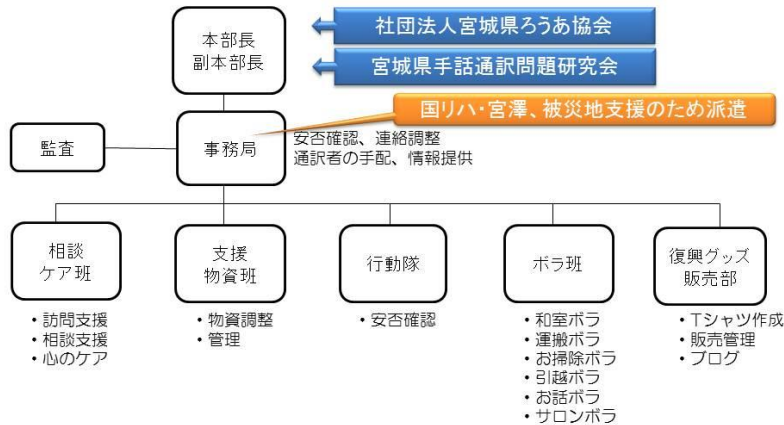 本部長
副本部長
社団法人宮城県ろうあ協会
宮城県手話通訳問題研究会
国リハ・宮澤、被災地支援のため派遣
監査
事務局
安否確認、連絡調整
通訳者の手配、情報提供
相談
ケア班
・訪問支援
・相談支援
・心のケア
支援
物資班
・物資調整
・管理
行動隊
・安否確認
ボラ班
・和室ボラ
・運搬ボラ
・お掃除ボラ
・引越ボラ
・お話ボラ
・サロンボラ
復興グッズ
販売部
・Tシャツ作成
・販売管理
・ブログ